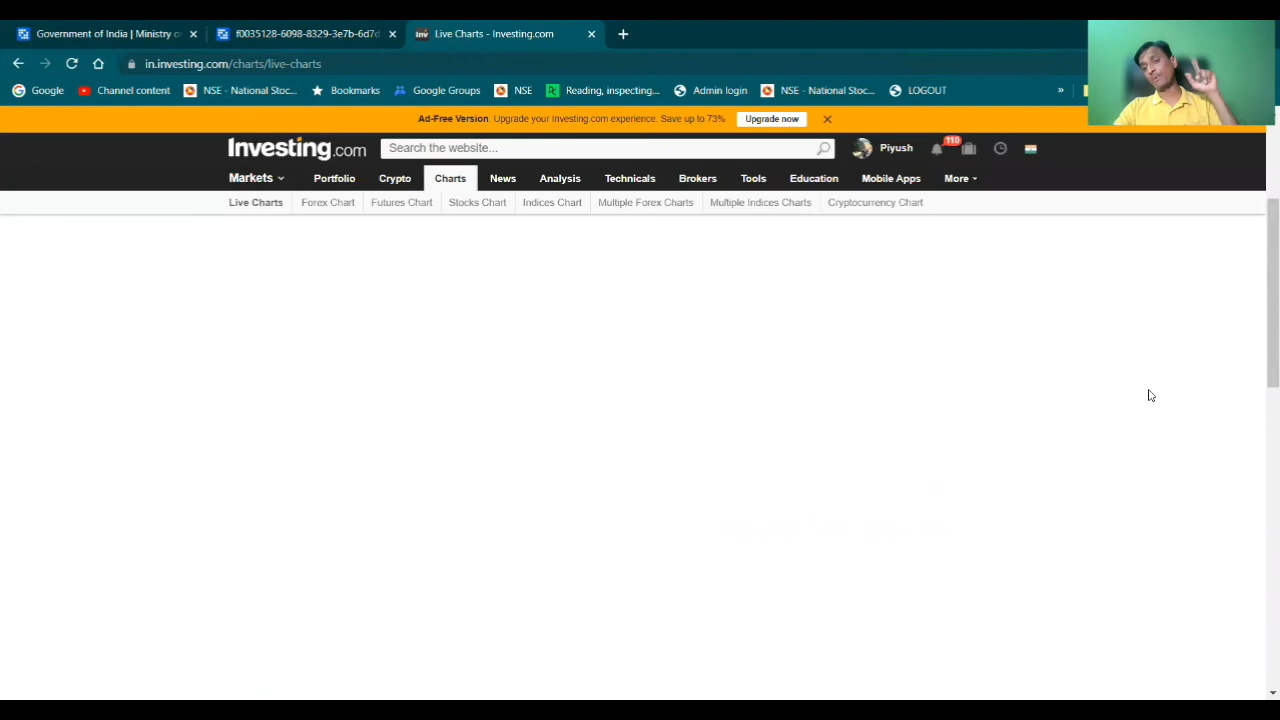 Government of India | Ministry of
f0035128-6098-8329-3e7b-6d7d
inv
Live Charts - Investing.com
in.investing.com/charts/live-charts
Google
Channel content
NSE - National Stoc...
Bookmarks
Google Groups
NSE
Reading, inspecting...
Admin login
NSE - National Stoc...
LOGOUT
»
Ad-Free Version. Upgrade your Investing.com experience. Save up to 73%
Upgrade now
Investing.com
Search the website...
Piyush
110
Markets
Portfolio
Crypto
Charts
News
Analysis
Technicals
Brokers
Tools
Education
Mobile Apps
More
Live Charts
Forex Chart
Futures Chart
Stocks Chart
Indices Chart
Multiple Forex Charts
Multiple Indices Charts
Cryptocurrency Chart